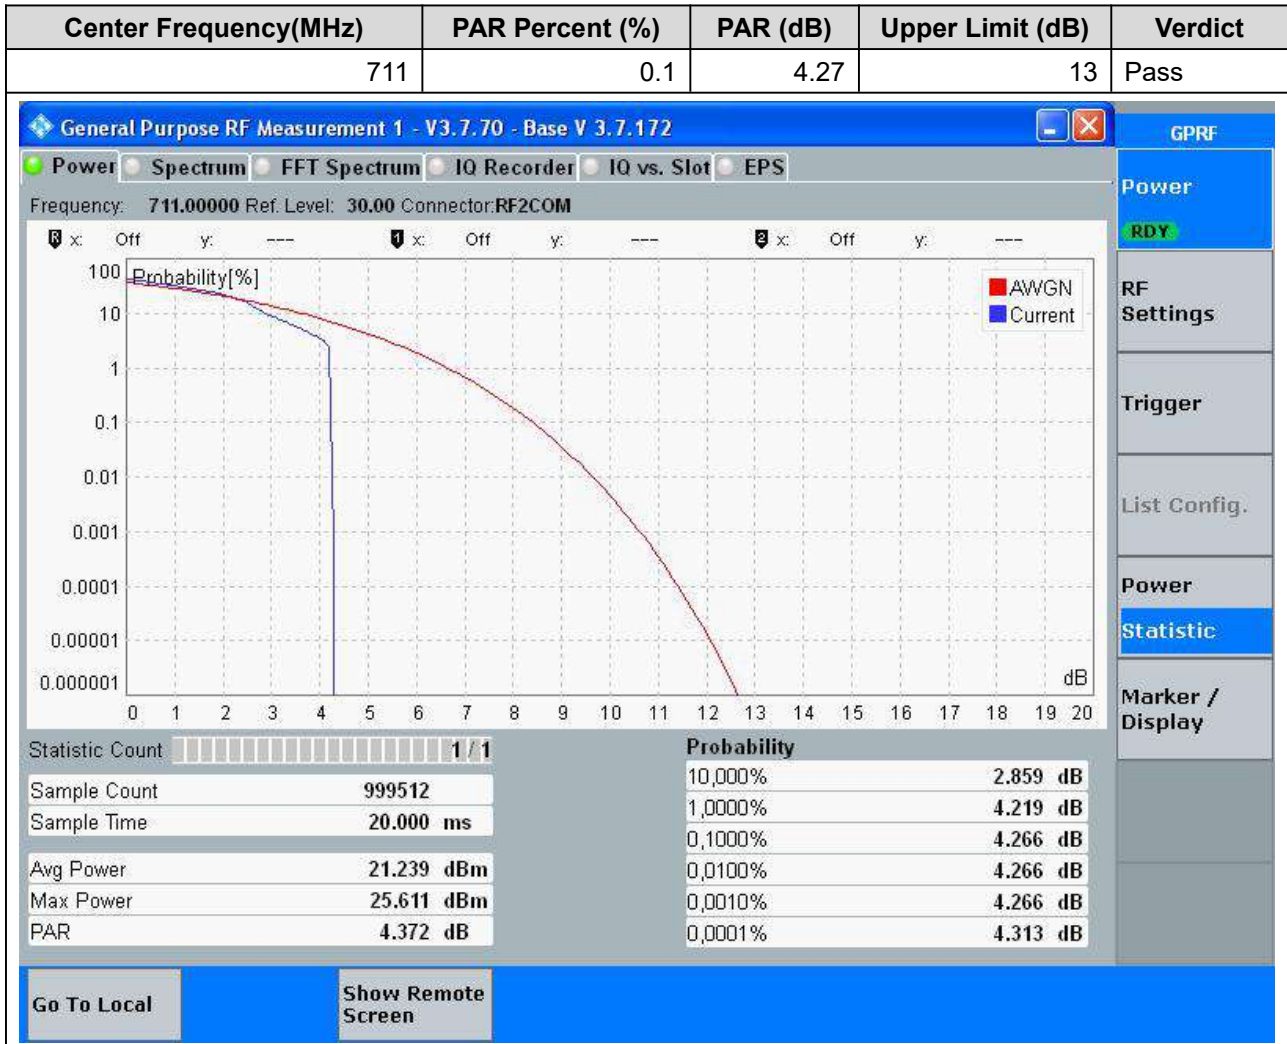 Center Frequency(MHz) PAR Percent (%) PAR (dB) Upper Limit (dB) Verdict
711 0.1 4.27 13 Pass
General Purpose RF Measurement 1 - V3.7.70 - Base V 3.7.172
GPRF
Power Spectrum FFT Spectrum IQ Recorder IQ vs. Slot EPS
Frequency: 711.00000 Ref. Level: 30.00 Connector:RF2COM
R x: Off y: --- 1 x: Off y: --- 2 x: Off y: ---
Probability[%]
AWGN
Current
100
10
1
0.1
0.01
0.001
0.0001
0.00001
0.000001
dB
0 1 2 3 4 5 6 7 8 9 10 11 12 13 14 15 16 17 18 19 20
Statistic Count 1 / 1
Sample Count 999512
Sample Time 20.000 ms
Avg Power 21.239 dBm
Max Power 25.611 dBm
PAR 4.372 dB
Probability
10,000% 2.859 dB
1,0000% 4.219 dB
0,1000% 4.266 dB
0,0100% 4.266 dB
0,0010% 4.266 dB
0,0001% 4.313 dB
Power
RDY
RF
Settings
Trigger
List Config.
Power
Statistic
Marker /
Display
Go To Local
Show Remote
Screen